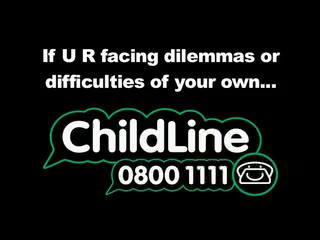 If U R facing dilemmas or
difficulties of your own...
ChildLine
0800 1111